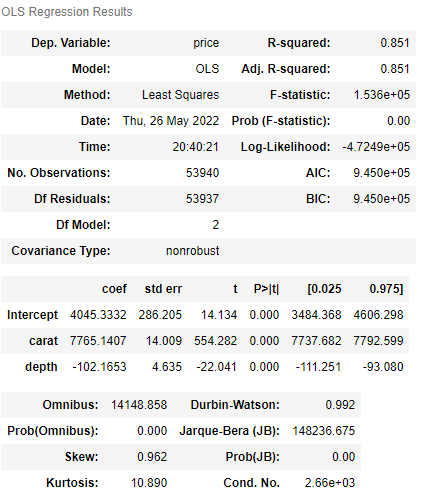 OLS Regression Results
Dep. Variable: price R-squared: 0.851
Model: OLS Adj. R-squared: 0.851
Method: Least Squares F-statistic: 1.536e+05
Date: Thu, 26 May 2022 Prob (F-statistic): 0.00
Time: 20:40:21 Log-Likelihood: -4.7249e+05
No. Observations: 53940 AIC: 9.450e+05
Df Residuals: 53937 BIC: 9.450e+05
Df Model: 2
Covariance Type: nonrobust
coef std err t P>|t| [0.025 0.975]
Intercept 4045.3332 286.205 14.134 0.000 3484.368 4606.298
carat 7765.1407 14.009 554.282 0.000 7737.682 7792.599
depth -102.1653 4.635 -22.041 0.000 -111.251 -93.080
Omnibus: 14148.858 Durbin-Watson: 0.992
Prob(Omnibus): 0.000 Jarque-Bera (JB): 148236.675
Skew: 0.962 Prob(JB): 0.00
Kurtosis: 10.890 Cond. No. 2.66e+03